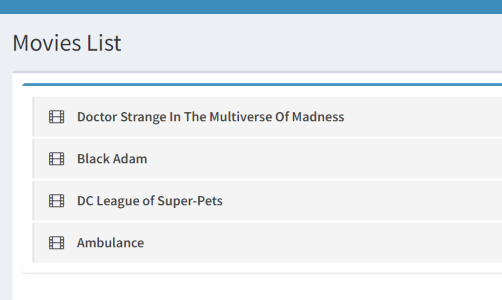 Movies List
Doctor Strange In The Multiverse Of Madness
Black Adam
DC League of Super-Pets
Ambulance